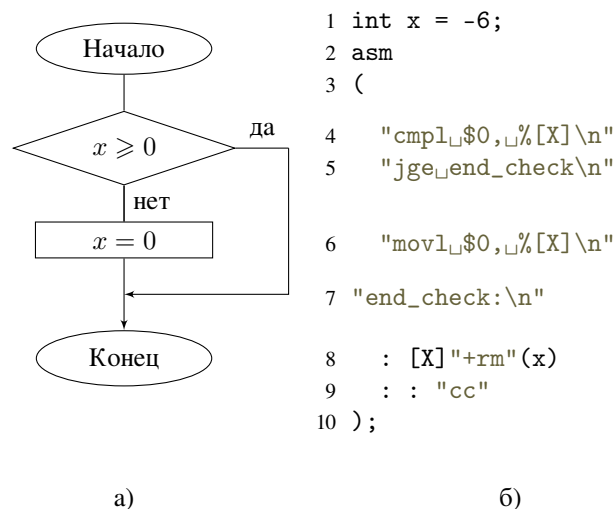 Начало
x ⩾ 0
да
нет
x = 0
Конец
а)
1 int x = -6;
2 asm
3 (
4 "cmpl␣$0,␣%[X]\n"
5 "jge␣end_check\n"
6 "movl␣$0,␣%[X]\n"
7 "end_check:\n"
8 : [X]"+rm"(x)
9 : : "cc"
10 );
б)